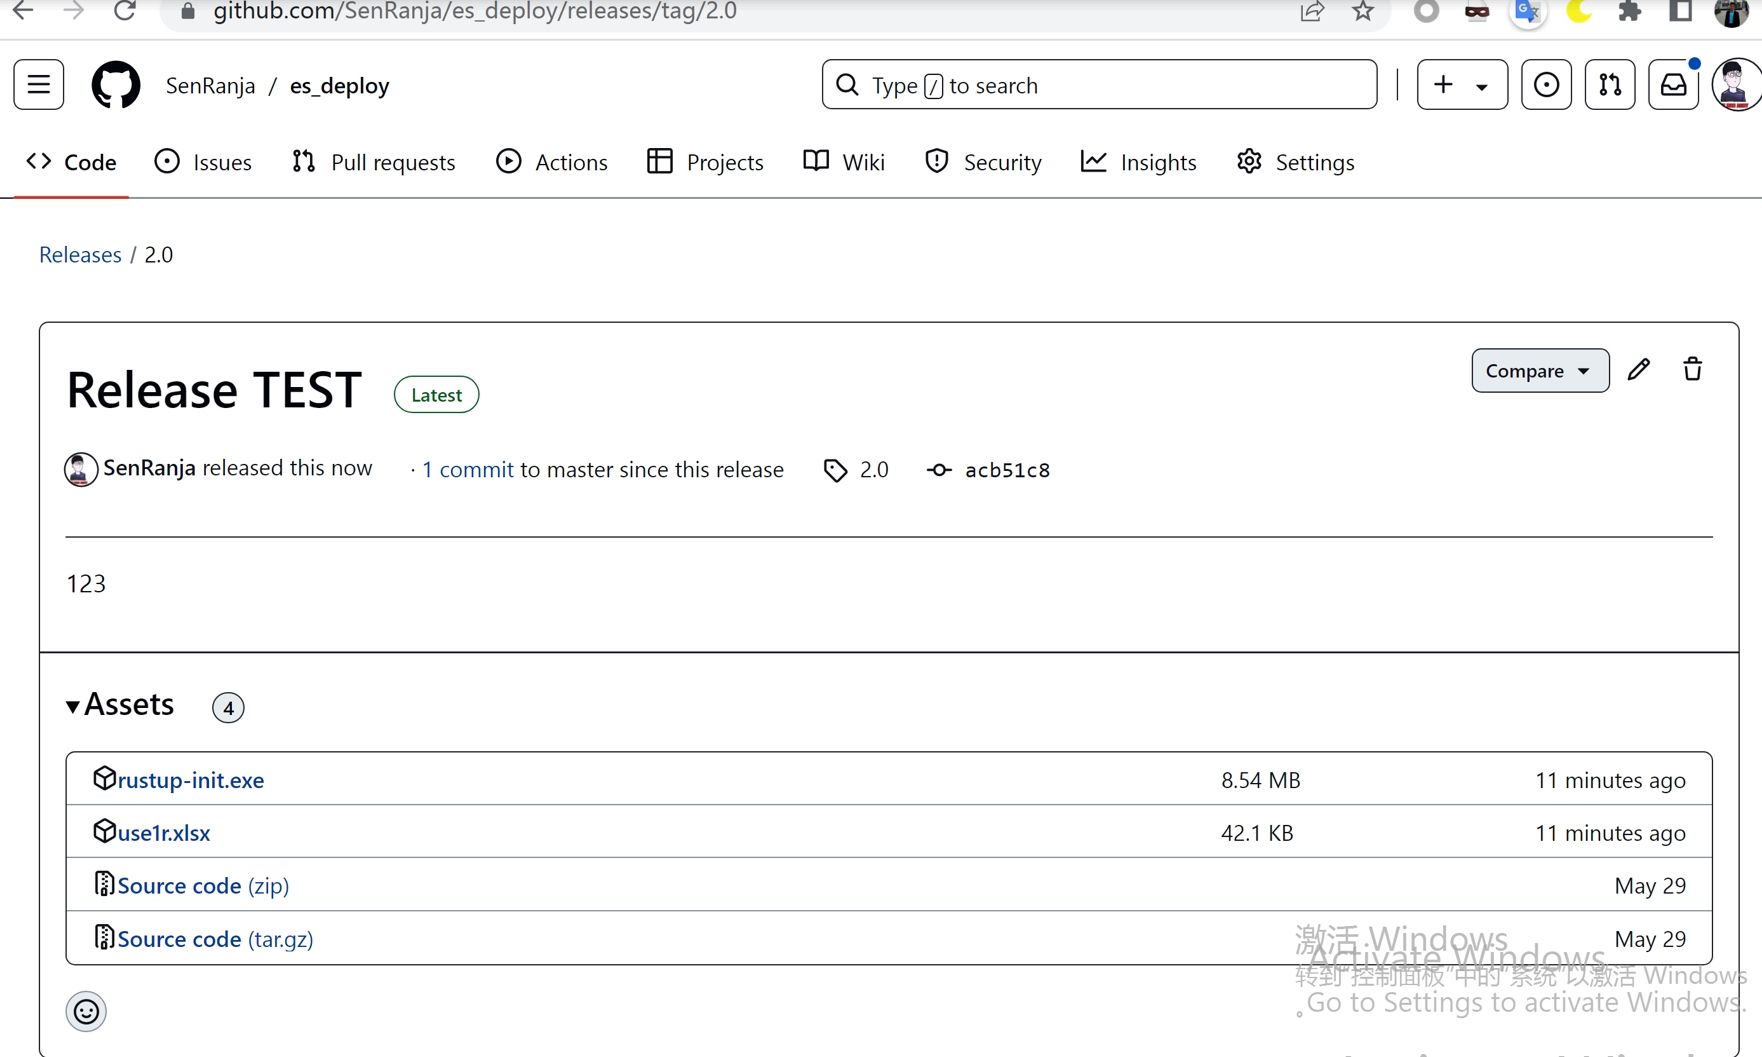 github.com/SenRanja/es_deploy/releases/tag/2.0
SenRanja / es_deploy
Type / to search
Code Issues Pull requests Actions Projects Wiki Security Insights Settings
Releases / 2.0
Release TEST Latest
Compare
SenRanja released this now · 1 commit to master since this release 2.0 acb51c8
123
Assets 4
rustup-init.exe 8.54 MB 11 minutes ago
use1r.xlsx 42.1 KB 11 minutes ago
Source code (zip) May 29
Source code (tar.gz) May 29
激活 Windows
Activate Windows
转到"控制面板"中的"系统"以激活 Windows
。
Go to Settings to activate Windows.